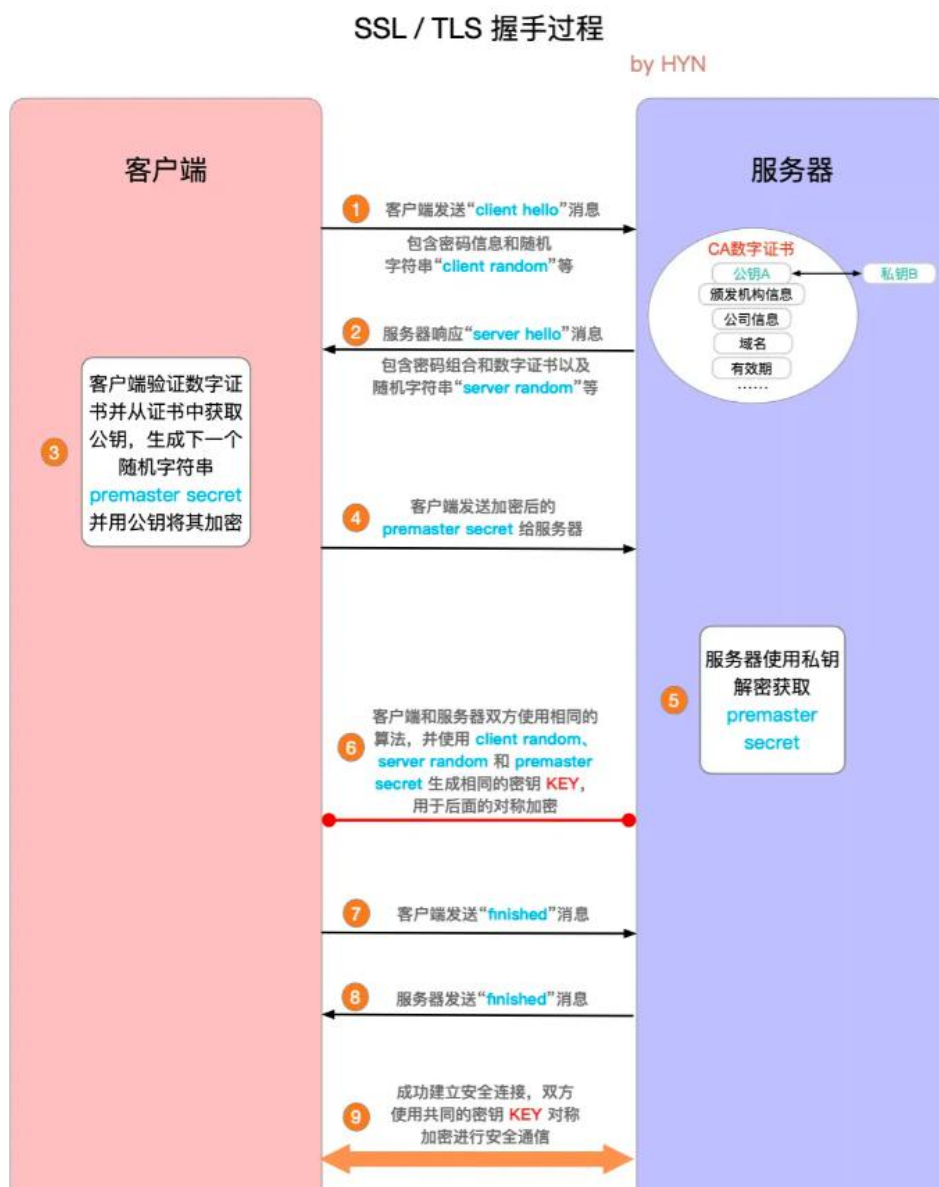 SSL / TLS 握手过程
by HYN
客户端
服务器
1
客户端发送“client hello”消息
包含密码信息和随机
字符串“client random”等
CA数字证书
公钥A
私钥B
颁发机构信息
公司信息
域名
有效期
......
2
服务器响应“server hello”消息
包含密码组合和数字证书以及
随机字符串“server random”等
3
客户端验证数字证
书并从证书中获取
公钥，生成下一个
随机字符串
premaster secret
并用公钥将其加密
4
客户端发送加密后的
premaster secret 给服务器
5
服务器使用私钥
解密获取
premaster
secret
6
客户端和服务器双方使用相同的
算法，并使用 client random、
server random 和 premaster
secret 生成相同的密钥 KEY，
用于后面的对称加密
7
客户端发送“finished”消息
8
服务器发送“finished”消息
9
成功建立安全连接，双方
使用共同的密钥 KEY 对称
加密进行安全通信